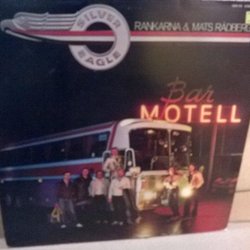 SILVER
EAGLE
RANKARNA & MATS RÅDBERG
Bar
MOTELL